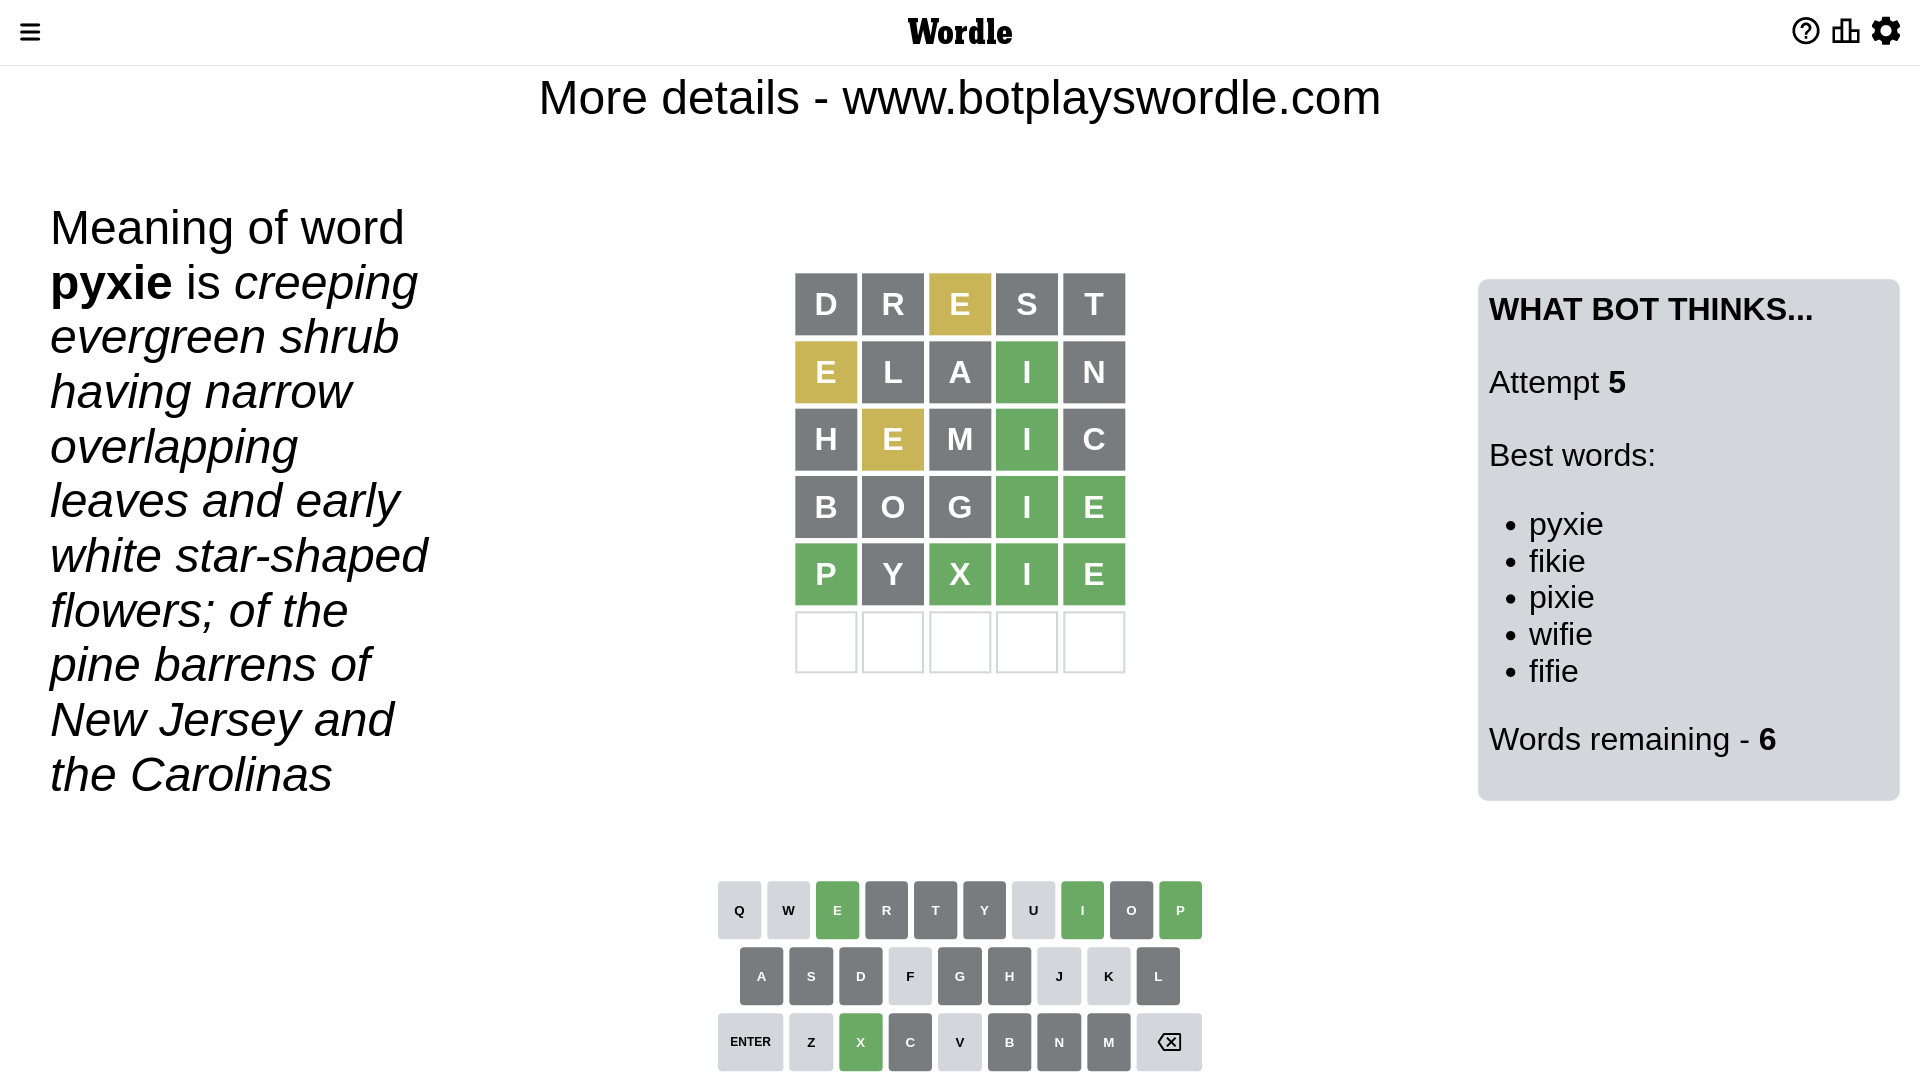 Wordle
More details - www.botplayswordle.com
Meaning of word
pyxie is creeping
evergreen shrub
having narrow
overlapping
leaves and early
white star-shaped
flowers; of the
pine barrens of
New Jersey and
the Carolinas
D R E S T
E L A I N
H E M I C
B O G I E
P Y X I E
WHAT BOT THINKS...
Attempt 5
Best words:
• pyxie
• fikie
• pixie
• wifie
• fifie
Words remaining - 6
Q W E R T Y U I O P
A S D F G H J K L
ENTER Z X C V B N M